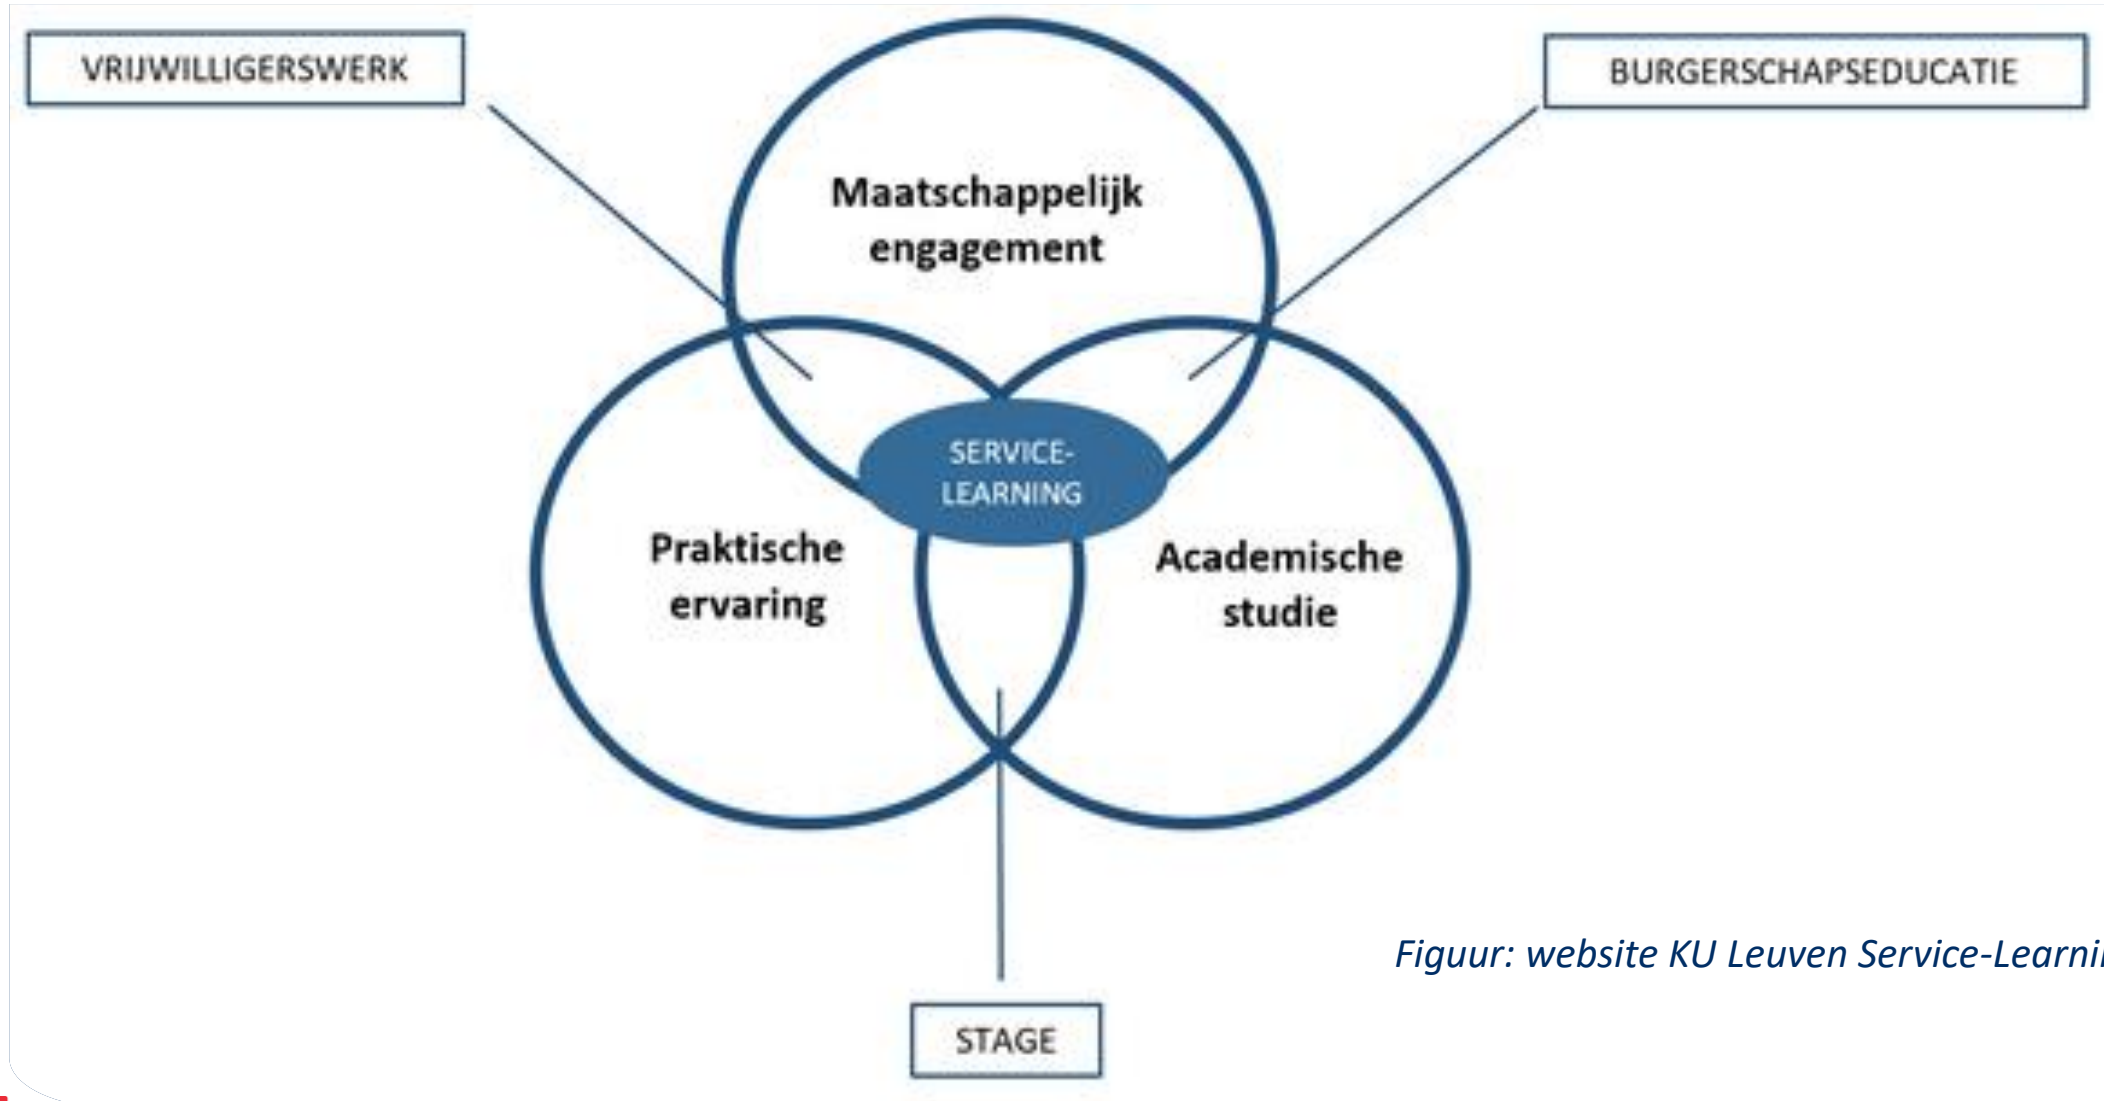 VRIJWILLIGERSWERK
BURGERSCHAPSEDUCATIE
Maatschappelijk
engagement
SERVICE-
LEARNING
Praktische
ervaring
Academische
studie
Figuur: website KU Leuven Service-Learni
STAGE